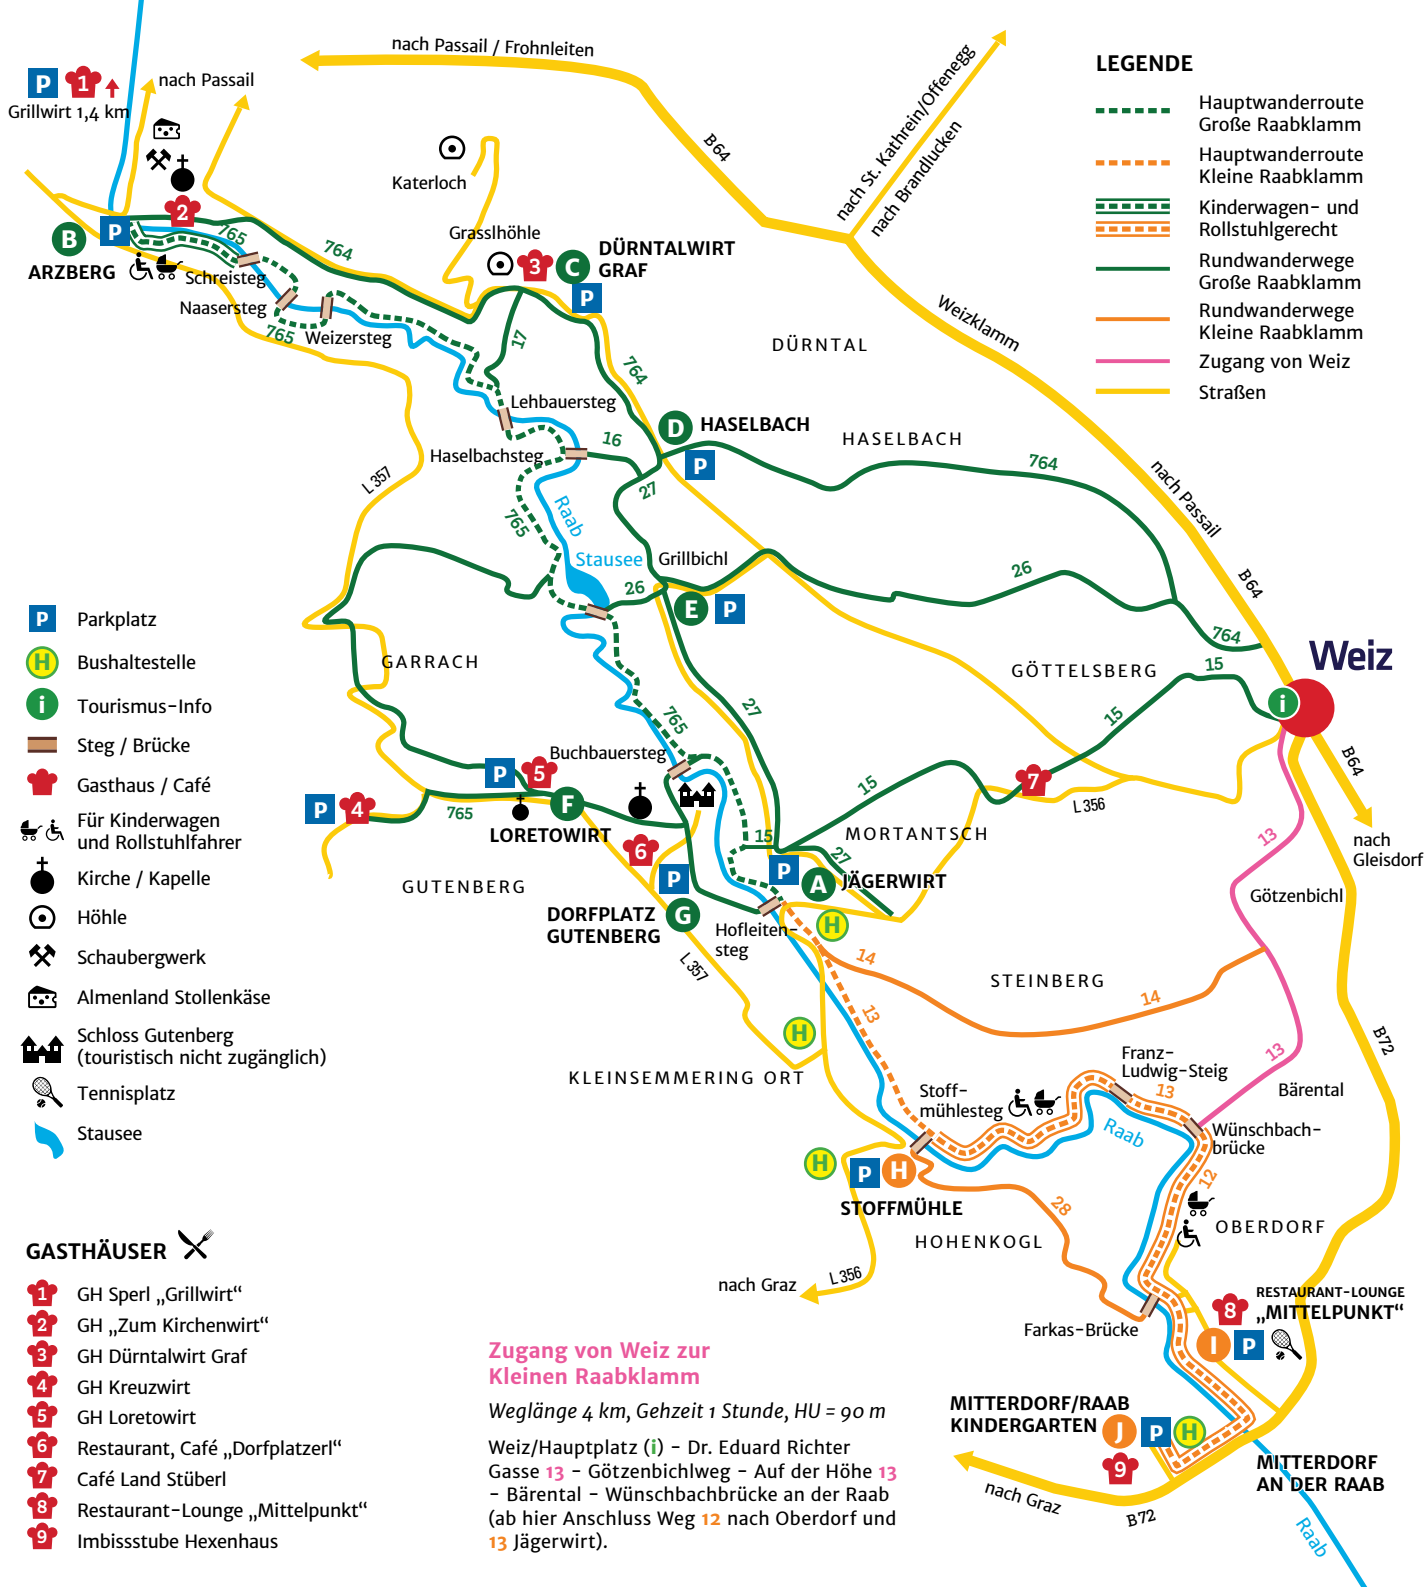 nach Passail / Frohnleiten
P
1
Grillwirt 1,4 km
nach Passail
B64
nach St. Kathrein/Offenegg
nach Brandlucken
LEGENDE
Hauptwanderroute
Große Raabklamm
Hauptwanderroute
Kleine Raabklamm
Kinderwagen- und
Rollstuhlgerecht
Rundwanderwege
Große Raabklamm
Rundwanderwege
Kleine Raabklamm
Zugang von Weiz
Straßen
Katerloch
Grasslhöhle
3
C
DÜRNTALWIRT
GRAF
P
2
P
B
ARZBERG
765
764
Schreisteg
Naasersteg
765
Weizersteg
17
764
DÜRNTAL
Weizklamm
Lehbauersteg
Haselbachsteg
16
D
HASELBACH
P
HASELBACH
764
nach Passail
L 357
27
765
Raab
Stausee
Grillbichl
26
E
P
26
B64
764
15
Weiz
i
GARRACH
GÖTTELSBERG
15
27
765
Buchbauersteg
P
5
P
4
765
F
LORETOWIRT
6
P
GUTENBERG
DORFPLATZ
GUTENBERG
G
15
7
L 356
MORTANTSCH
15
27
P
A
JÄGERWIRT
H
Hofleiten-
steg
L 357
B64
nach
Gleisdorf
13
Götzenbichl
14
STEINBERG
14
13
H
KLEINSEMMERING ORT
B72
13
Bärental
Franz-
Ludwig-Steig
13
Stoff-
mühlesteg
Raab
Wünschbach-
brücke
12
H
P
H
STOFFMÜHLE
28
HOHENKOGL
OBERDORF
L 356
nach Graz
Farkas-Brücke
8
RESTAURANT-LOUNGE
„MITTELPUNKT“
I
P
MITTERDORF/RAAB
KINDERGARTEN
J
P
H
9
MITTERDORF
AN DER RAAB
nach Graz
B72
Raab
P
Parkplatz
H
Bushaltestelle
i
Tourismus-Info
Steg / Brücke
Gasthaus / Café
Für Kinderwagen
und Rollstuhlfahrer
Kirche / Kapelle
Höhle
Schaubergwerk
Almenland Stollenkäse
Schloss Gutenberg
(touristisch nicht zugänglich)
Tennisplatz
Stausee
GASTHÄUSER
1 GH Sperl „Grillwirt“
2 GH „Zum Kirchenwirt“
3 GH Dürntalwirt Graf
4 GH Kreuzwirt
5 GH Loretowirt
6 Restaurant, Café „Dorfplatzerl“
7 Café Land Stüberl
8 Restaurant-Lounge „Mittelpunkt“
9 Imbissstube Hexenhaus
Zugang von Weiz zur
Kleinen Raabklamm
Weglänge 4 km, Gehzeit 1 Stunde, HU = 90 m
Weiz/Hauptplatz (i) – Dr. Eduard Richter
Gasse 13 – Götzenbichlweg – Auf der Höhe 13
– Bärental – Wünschbachbrücke an der Raab
(ab hier Anschluss Weg 12 nach Oberdorf und
13 Jägerwirt).